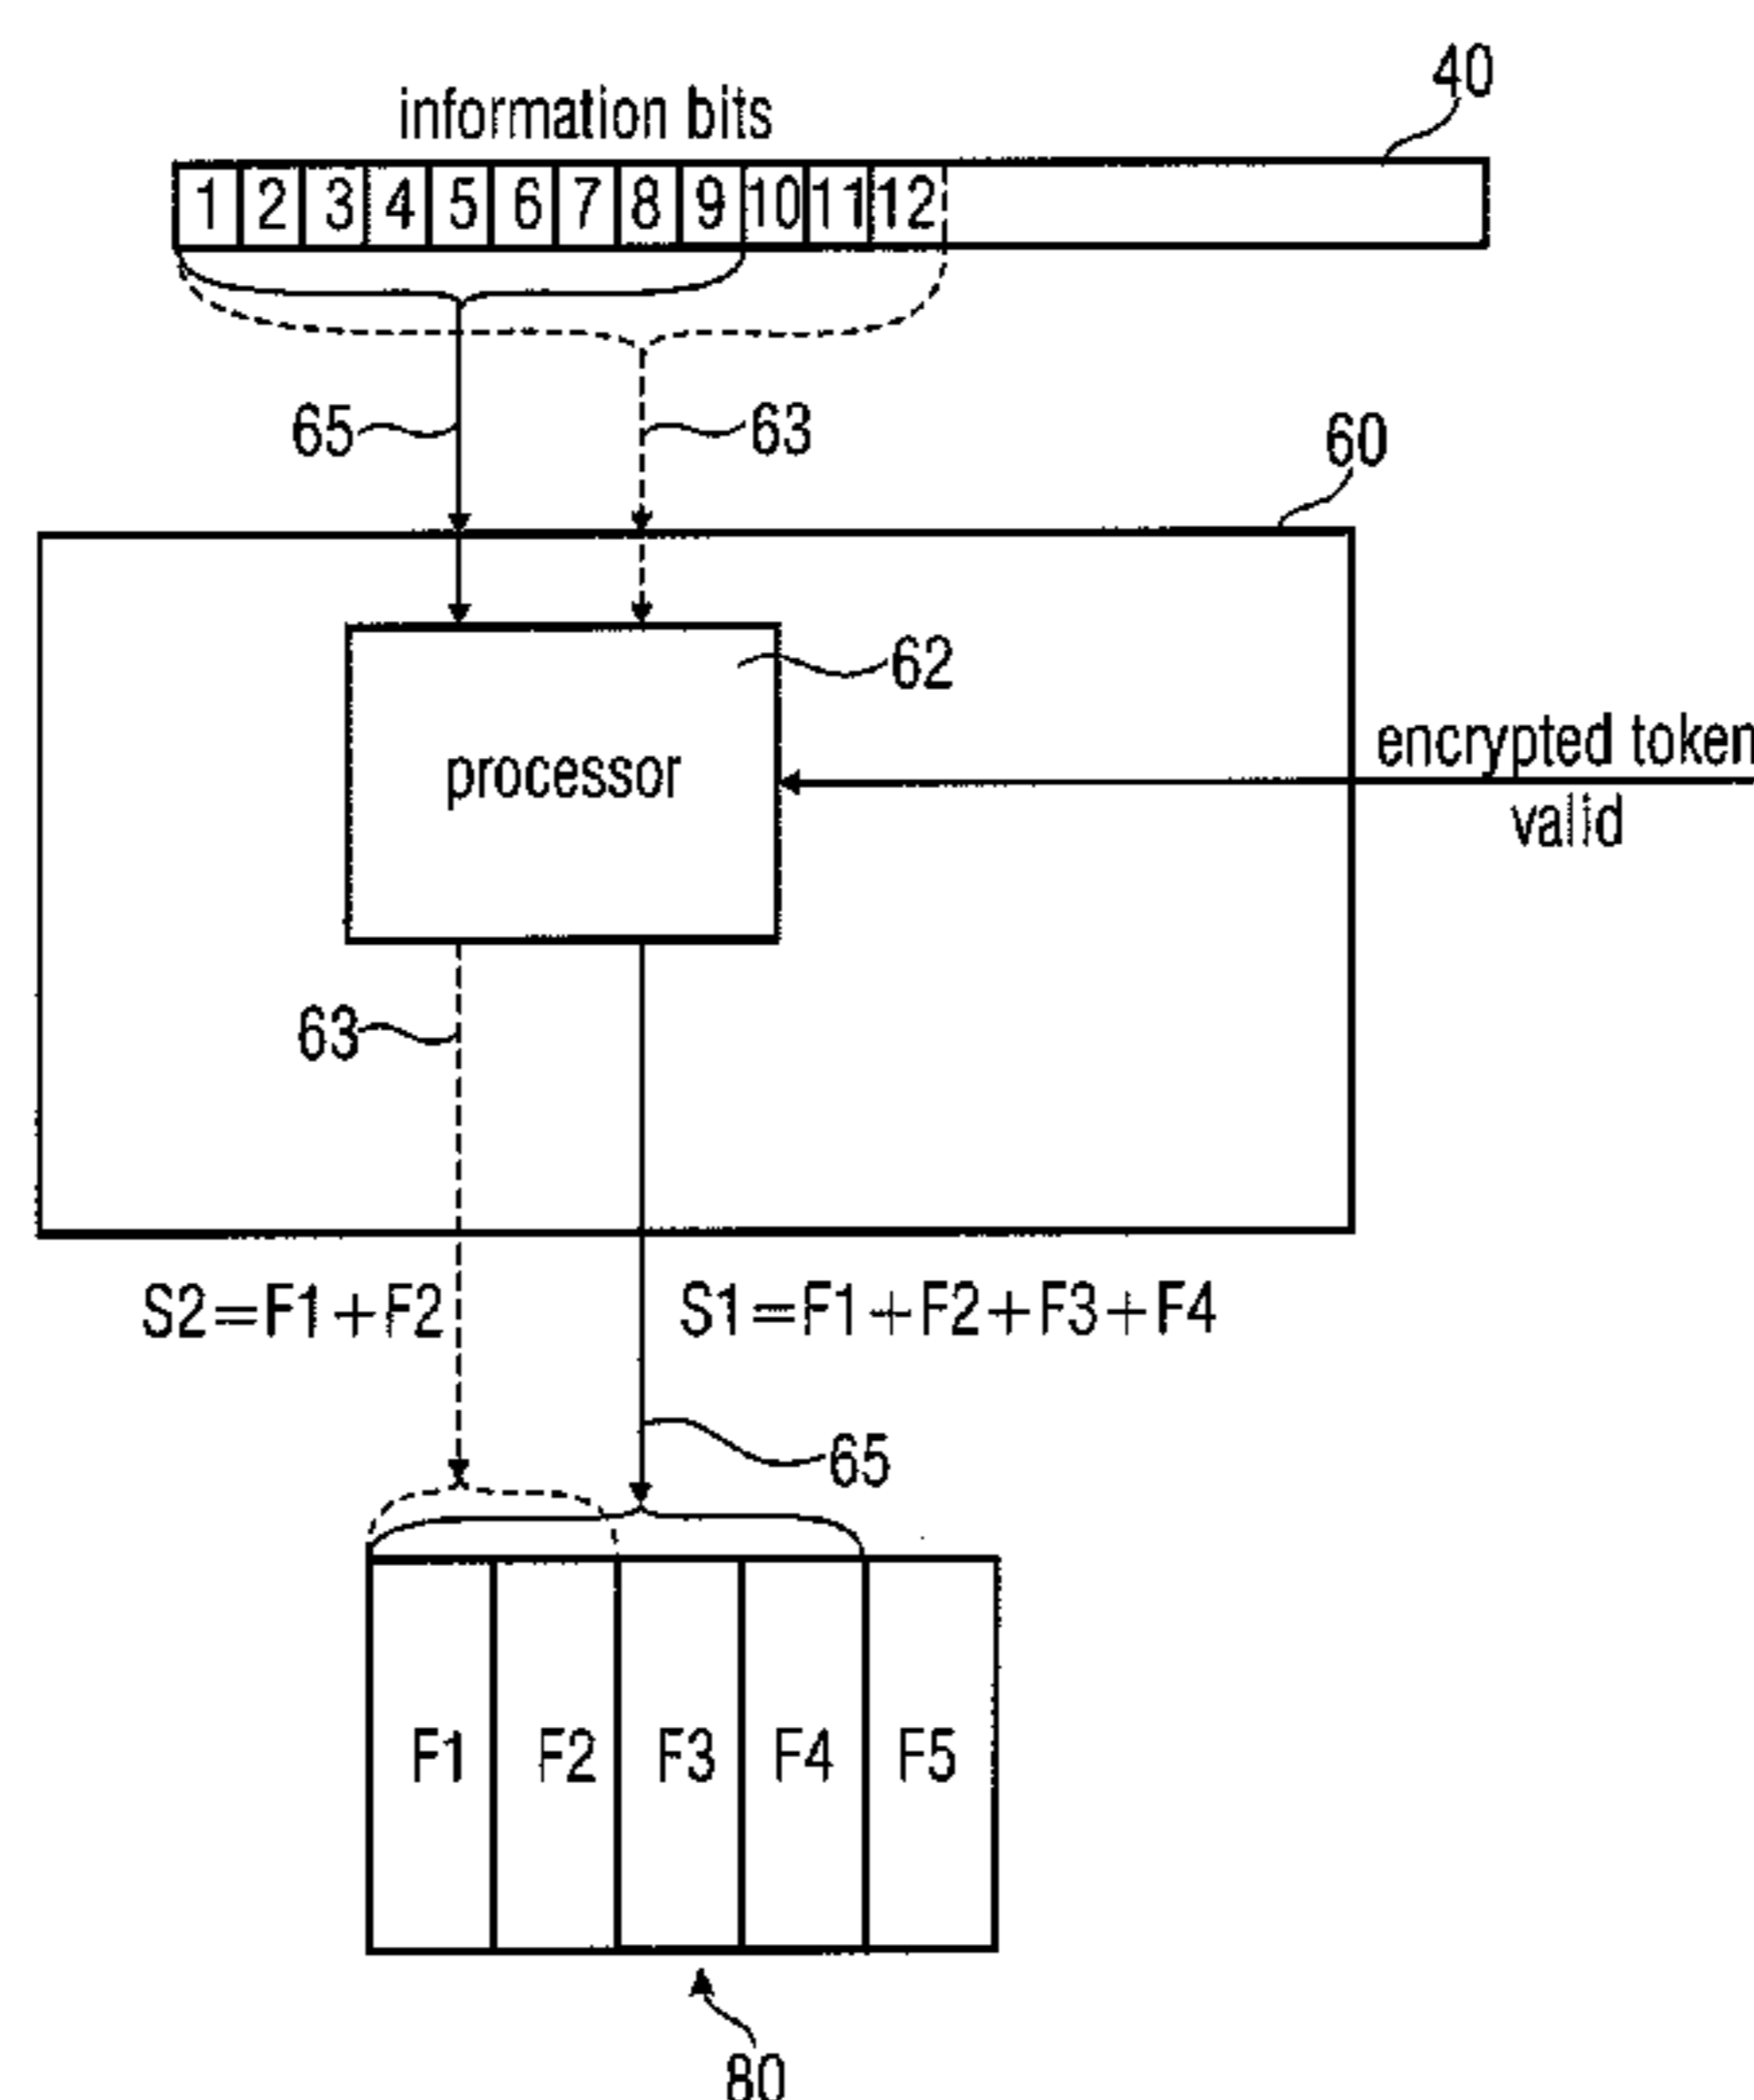 40
information bits
1 2 3 4 5 6 7 8 9 10 11 12
65 63
60
62
processor
encrypted token
valid
63
S2=F1+F2 S1=F1+F2+F3+F4
65
F1 F2 F3 F4 F5
80